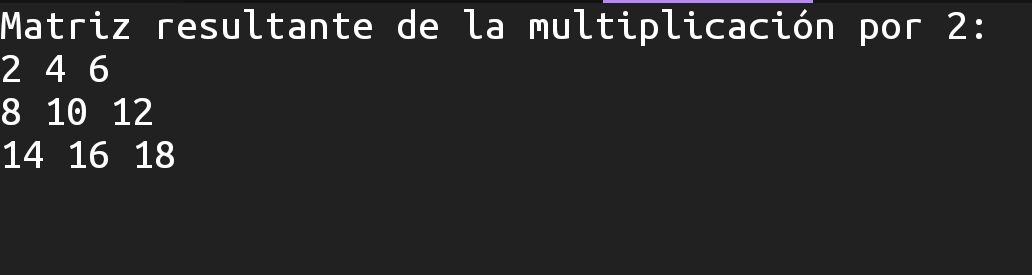 Matriz resultante de la multiplicación por 2:
2 4 6
8 10 12
14 16 18